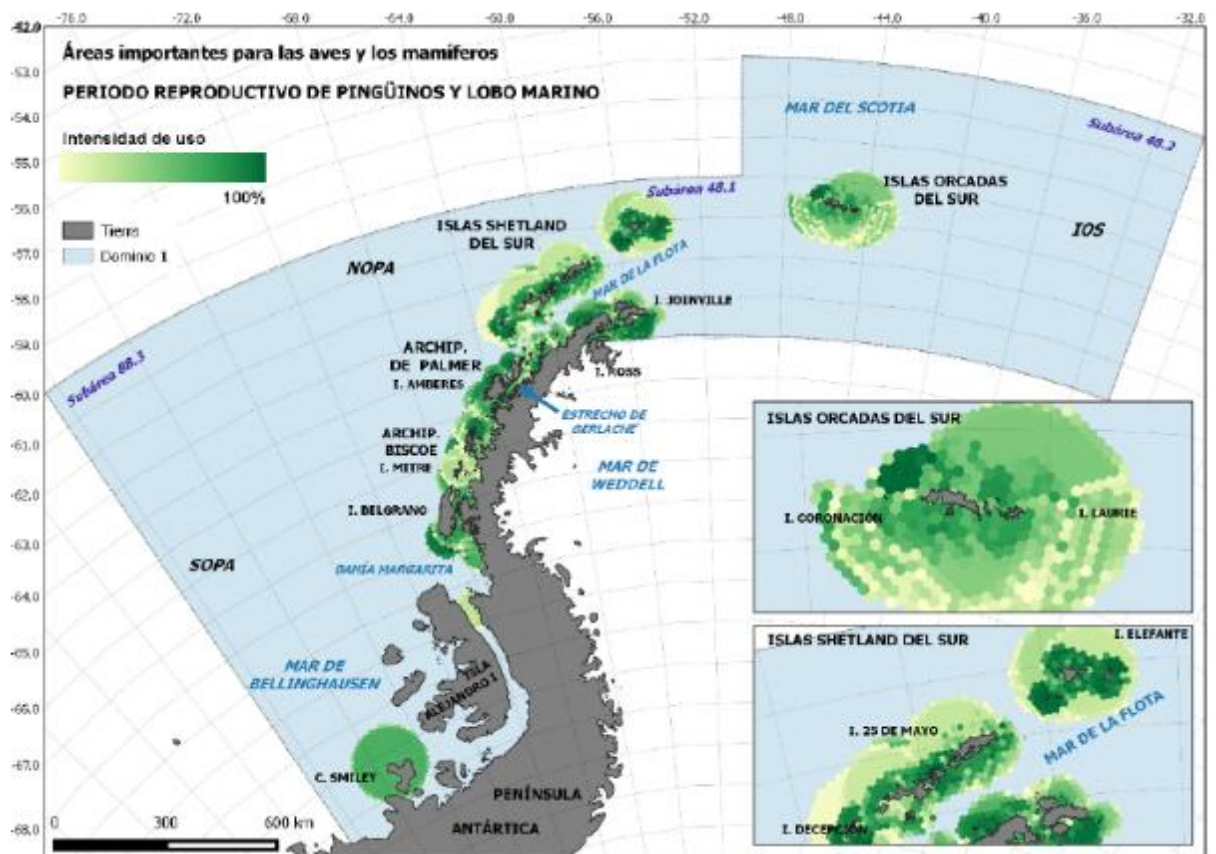 -76.0 -72.0 -68.0 -64.0 -60.0 -56.0 -52.0 -48.0 -44.0 -40.0 -36.0 -32.0
-52.0
-53.0
-54.0
-55.0
-56.0
-57.0
-58.0
-59.0
-60.0
-61.0
-62.0
-63.0
-64.0
-65.0
-66.0
-67.0
-68.0
Áreas importantes para las aves y los mamíferos
PERIODO REPRODUCTIVO DE PINGÜINOS Y LOBO MARINO
Intensidad de uso
100%
Tierra
Dominio 1
MAR DEL SCOTIA
Subárea 48.2
Subárea 48.1
ISLAS ORCADAS
DEL SUR
IOS
ISLAS SHETLAND
DEL SUR
NOPA
MAR DE LA FLOTA
I. JOINVILLE
Subárea 88.3
ARCHIP.
DE PALMER
I. AMBERES
I. ROSS
ESTRECHO DE
GERLACHE
ARCHIP.
BISCOE
I. MITRE
MAR DE
WEDDELL
I. BELGRANO
SOPA
BAHÍA MARGARITA
MAR DE
BELLINGHAUSEN
ISLA
ALEJANDRO I
C. SMILEY
PENÍNSULA
ANTÁRTICA
0 300 600 km
ISLAS ORCADAS DEL SUR
I. CORONACIÓN
I. LAURIE
ISLAS SHETLAND DEL SUR
I. ELEFANTE
I. 25 DE MAYO
MAR DE LA FLOTA
I. DECEPCIÓN